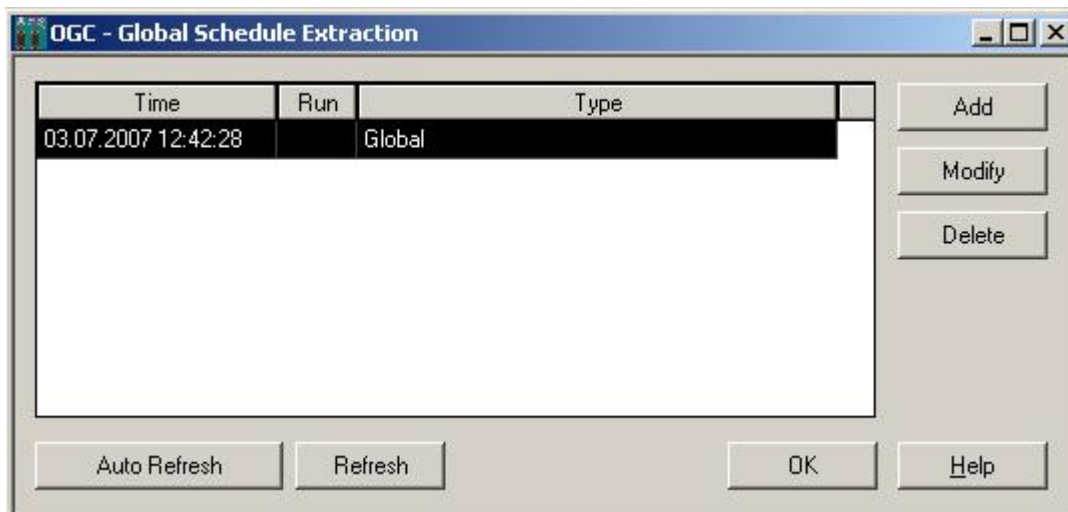 OGC - Global Schedule Extraction
Time Run Type
03.07.2007 12:42:28 Global
Add
Modify
Delete
Auto Refresh Refresh OK Help